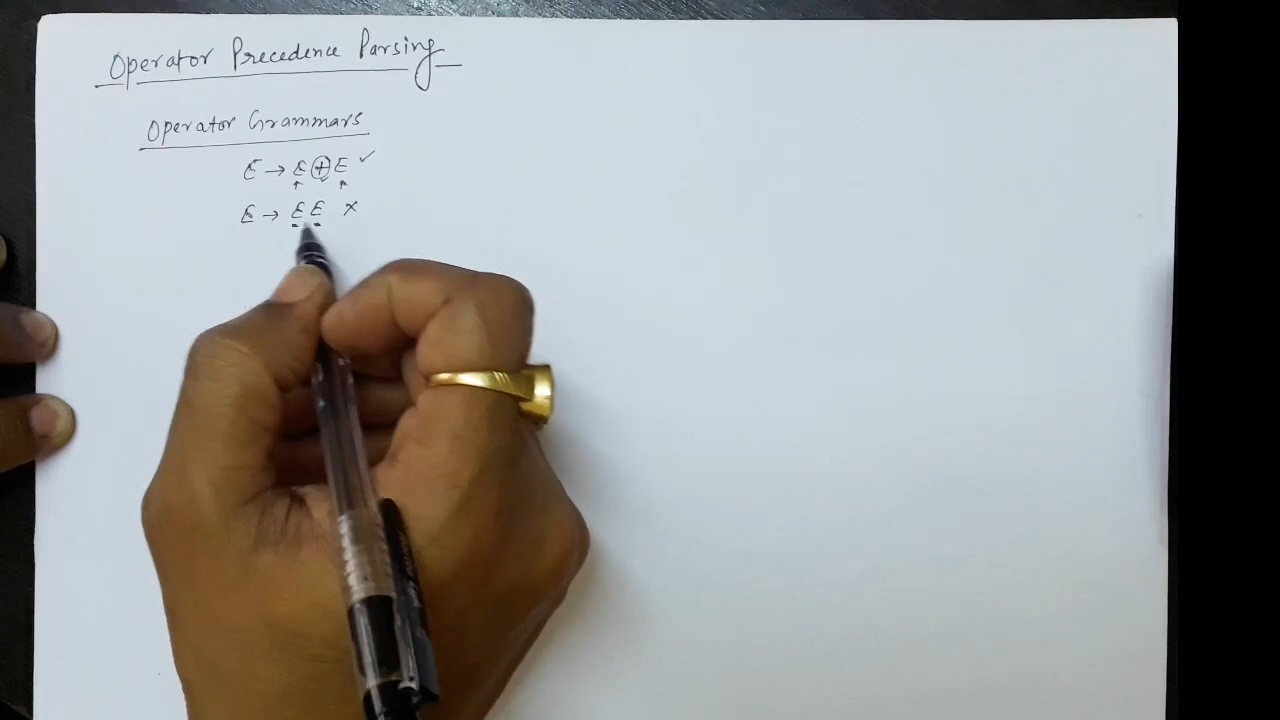 Operator Precedence Parsing
Operator Grammars
E → E + E ✓
E → E E ×